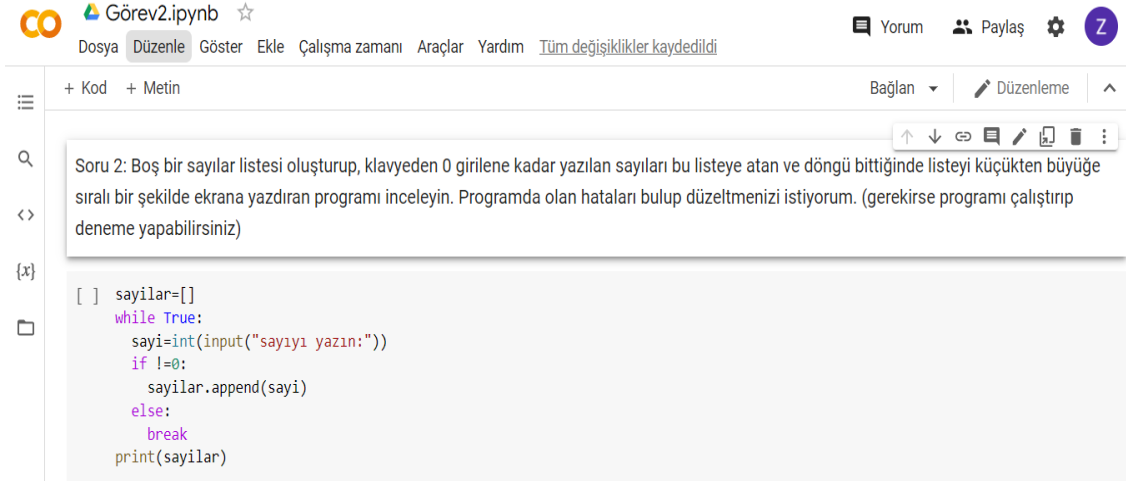 Görev2.ipynb
Yorum Paylaş Z
Dosya Düzenle Göster Ekle Çalışma zamanı Araçlar Yardım Tüm değişiklikler kaydedildi
+ Kod + Metin Bağlan Düzenleme
Soru 2: Boş bir sayılar listesi oluşturup, klavyeden 0 girilene kadar yazılan sayıları bu listeye atan ve döngü bittiğinde listeyi küçükten büyüğe
sıralı bir şekilde ekrana yazdıran programı inceleyin. Programda olan hataları bulup düzeltmenizi istiyorum. (gerekirse programı çalıştırıp
deneme yapabilirsiniz)
{x}
[ ] sayilar=[]
while True:
  sayi=int(input("sayıyı yazın:"))
  if !=0:
    sayilar.append(sayi)
  else:
    break
print(sayilar)